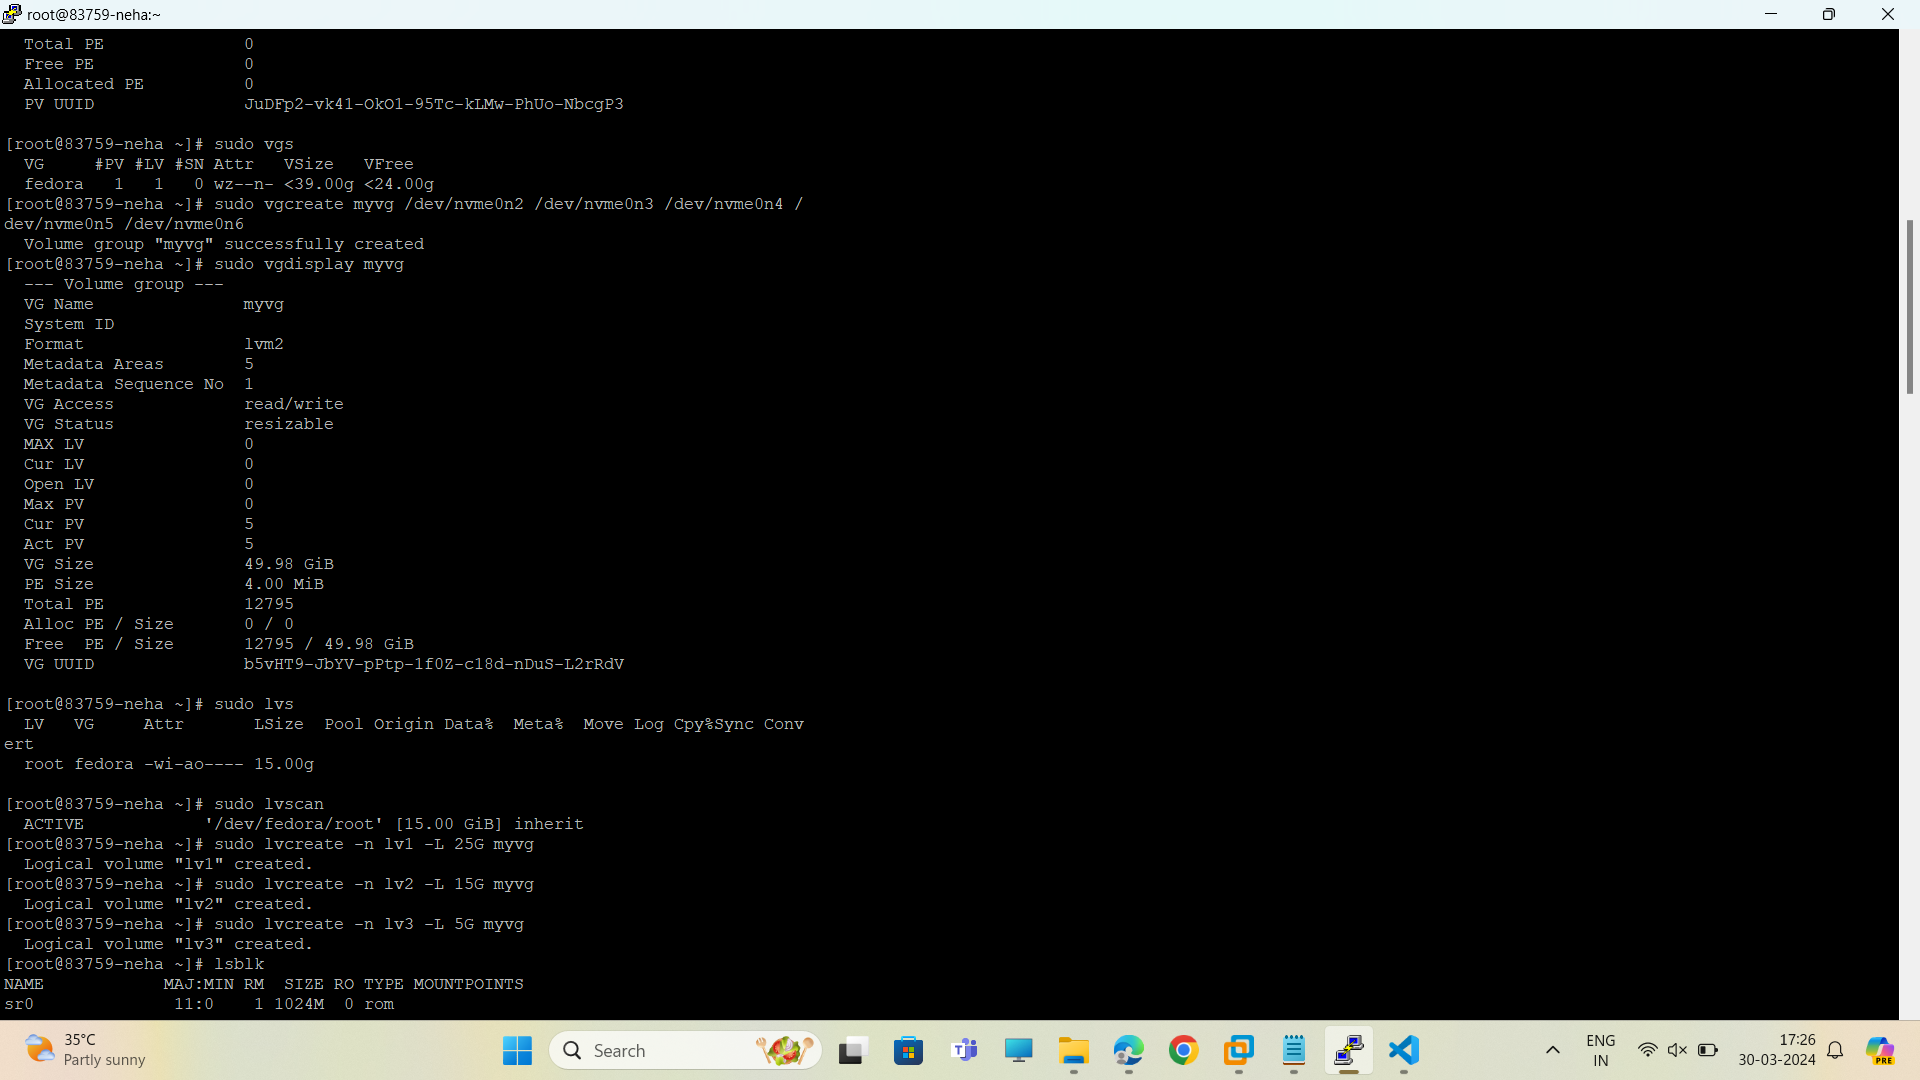 root@83759-neha:~
Total PE 0
Free PE 0
Allocated PE 0
PV UUID JuDFp2-vk41-OkO1-95Tc-kLMw-PhUo-NbcgP3
[root@83759-neha ~]# sudo vgs
VG #PV #LV #SN Attr VSize VFree
fedora 1 1 0 wz--n- <39.00g <24.00g
[root@83759-neha ~]# sudo vgcreate myvg /dev/nvme0n2 /dev/nvme0n3 /dev/nvme0n4 /
dev/nvme0n5 /dev/nvme0n6
Volume group "myvg" successfully created
[root@83759-neha ~]# sudo vgdisplay myvg
--- Volume group ---
VG Name myvg
System ID
Format lvm2
Metadata Areas 5
Metadata Sequence No 1
VG Access read/write
VG Status resizable
MAX LV 0
Cur LV 0
Open LV 0
Max PV 0
Cur PV 5
Act PV 5
VG Size 49.98 GiB
PE Size 4.00 MiB
Total PE 12795
Alloc PE / Size 0 / 0
Free PE / Size 12795 / 49.98 GiB
VG UUID b5vHT9-JbYV-pPtp-1f0Z-c18d-nDuS-L2rRdV
[root@83759-neha ~]# sudo lvs
LV VG Attr LSize Pool Origin Data% Meta% Move Log Cpy%Sync Conv
ert
root fedora -wi-ao---- 15.00g
[root@83759-neha ~]# sudo lvscan
ACTIVE '/dev/fedora/root' [15.00 GiB] inherit
[root@83759-neha ~]# sudo lvcreate -n lv1 -L 25G myvg
Logical volume "lv1" created.
[root@83759-neha ~]# sudo lvcreate -n lv2 -L 15G myvg
Logical volume "lv2" created.
[root@83759-neha ~]# sudo lvcreate -n lv3 -L 5G myvg
Logical volume "lv3" created.
[root@83759-neha ~]# lsblk
NAME MAJ:MIN RM SIZE RO TYPE MOUNTPOINTS
sr0 11:0 1 1024M 0 rom
35°C
Partly sunny
Search
ENG
IN
17:26
30-03-2024
PRE